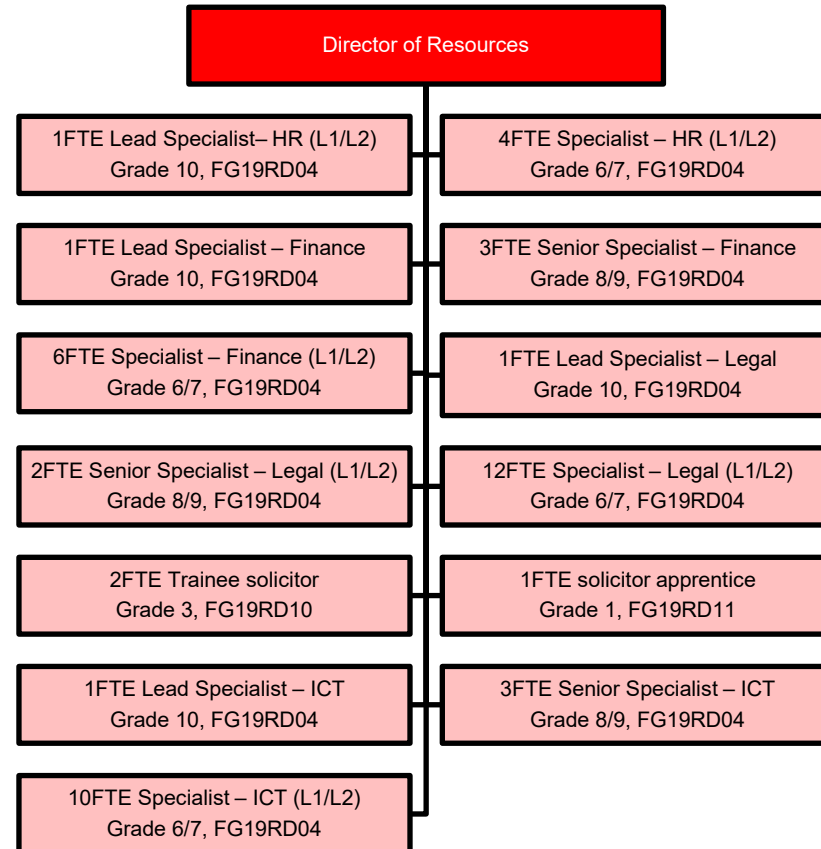 Director of Resources
1FTE Lead Specialist– HR (L1/L2)
Grade 10, FG19RD04
4FTE Specialist – HR (L1/L2)
Grade 6/7, FG19RD04
1FTE Lead Specialist – Finance
Grade 10, FG19RD04
3FTE Senior Specialist – Finance
Grade 8/9, FG19RD04
6FTE Specialist – Finance (L1/L2)
Grade 6/7, FG19RD04
1FTE Lead Specialist – Legal
Grade 10, FG19RD04
2FTE Senior Specialist – Legal (L1/L2)
Grade 8/9, FG19RD04
12FTE Specialist – Legal (L1/L2)
Grade 6/7, FG19RD04
2FTE Trainee solicitor
Grade 3, FG19RD10
1FTE solicitor apprentice
Grade 1, FG19RD11
1FTE Lead Specialist – ICT
Grade 10, FG19RD04
3FTE Senior Specialist – ICT
Grade 8/9, FG19RD04
10FTE Specialist – ICT (L1/L2)
Grade 6/7, FG19RD04